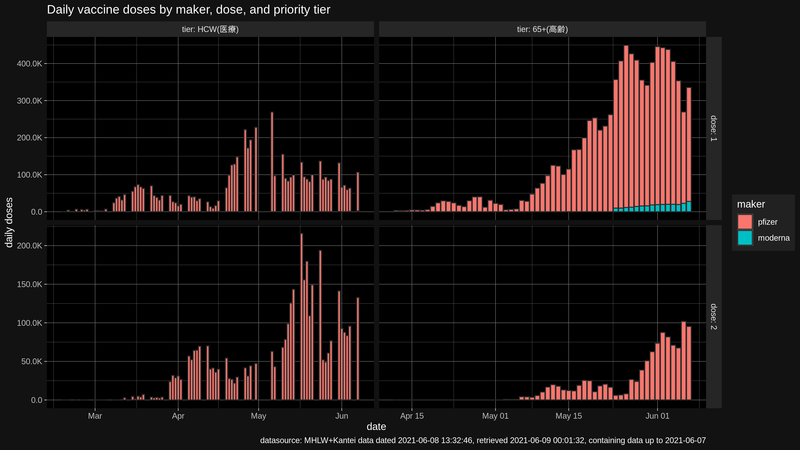 Daily vaccine doses by maker, dose, and priority tier
tier: HCW(医療)
tier: 65+(高齢)
400.0K
300.0K
200.0K
100.0K
0.0
dose: 1
200.0K
150.0K
100.0K
50.0K
0.0
dose: 2
daily doses
Mar
Apr
May
Jun
Apr 15
May 01
May 15
Jun 01
date
maker
pfizer
moderna
datasource: MHLW+Kantei data dated 2021-06-08 13:32:46, retrieved 2021-06-09 00:01:32, containing data up to 2021-06-07